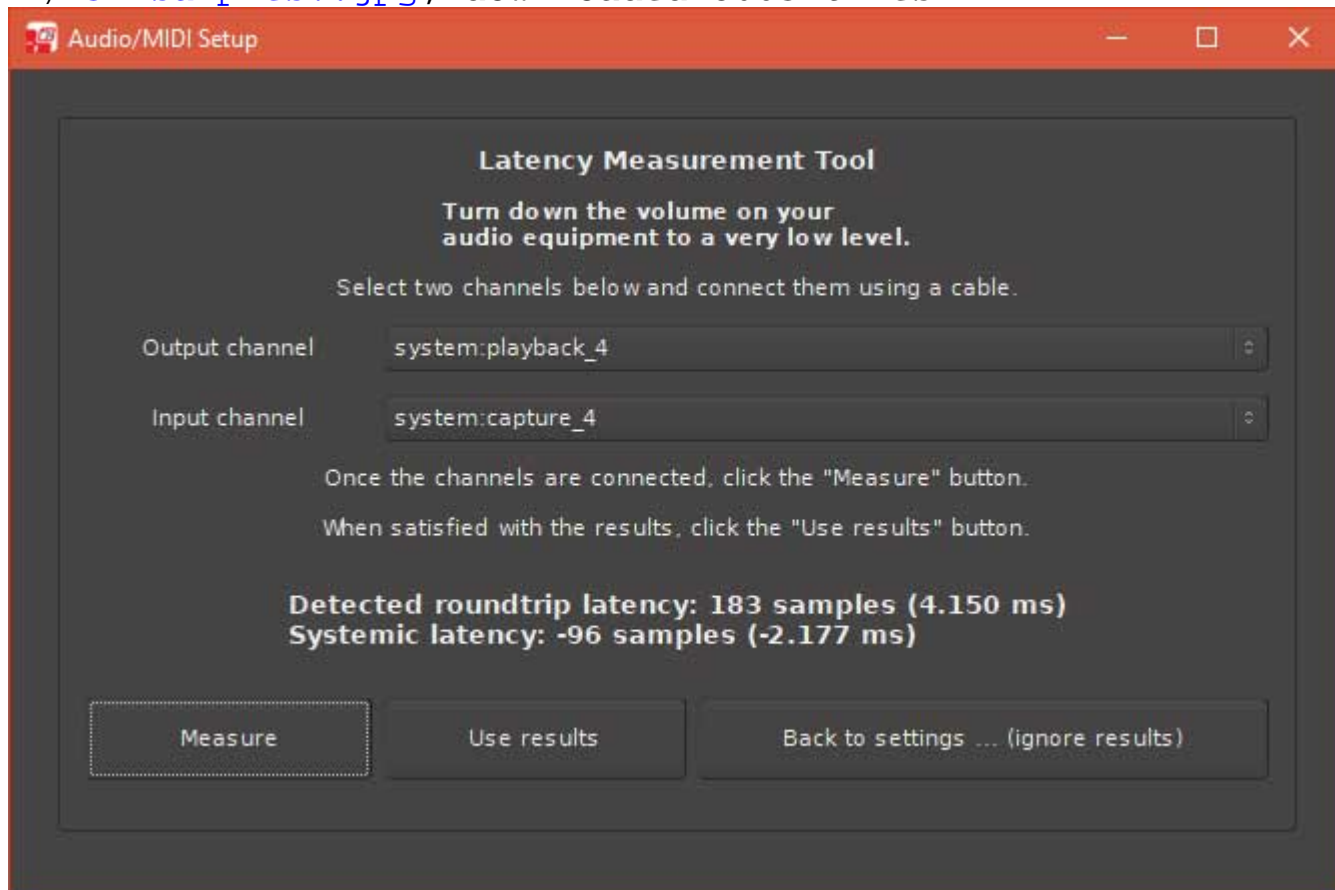 Audio/MIDI Setup
Latency Measurement Tool
Turn down the volume on your
audio equipment to a very low level.
Select two channels below and connect them using a cable.
Output channel system:playback_4
Input channel system:capture_4
Once the channels are connected, click the "Measure" button.
When satisfied with the results, click the "Use results" button.
Detected roundtrip latency: 183 samples (4.150 ms)
Systemic latency: -96 samples (-2.177 ms)
Measure Use results Back to settings ... (ignore results)